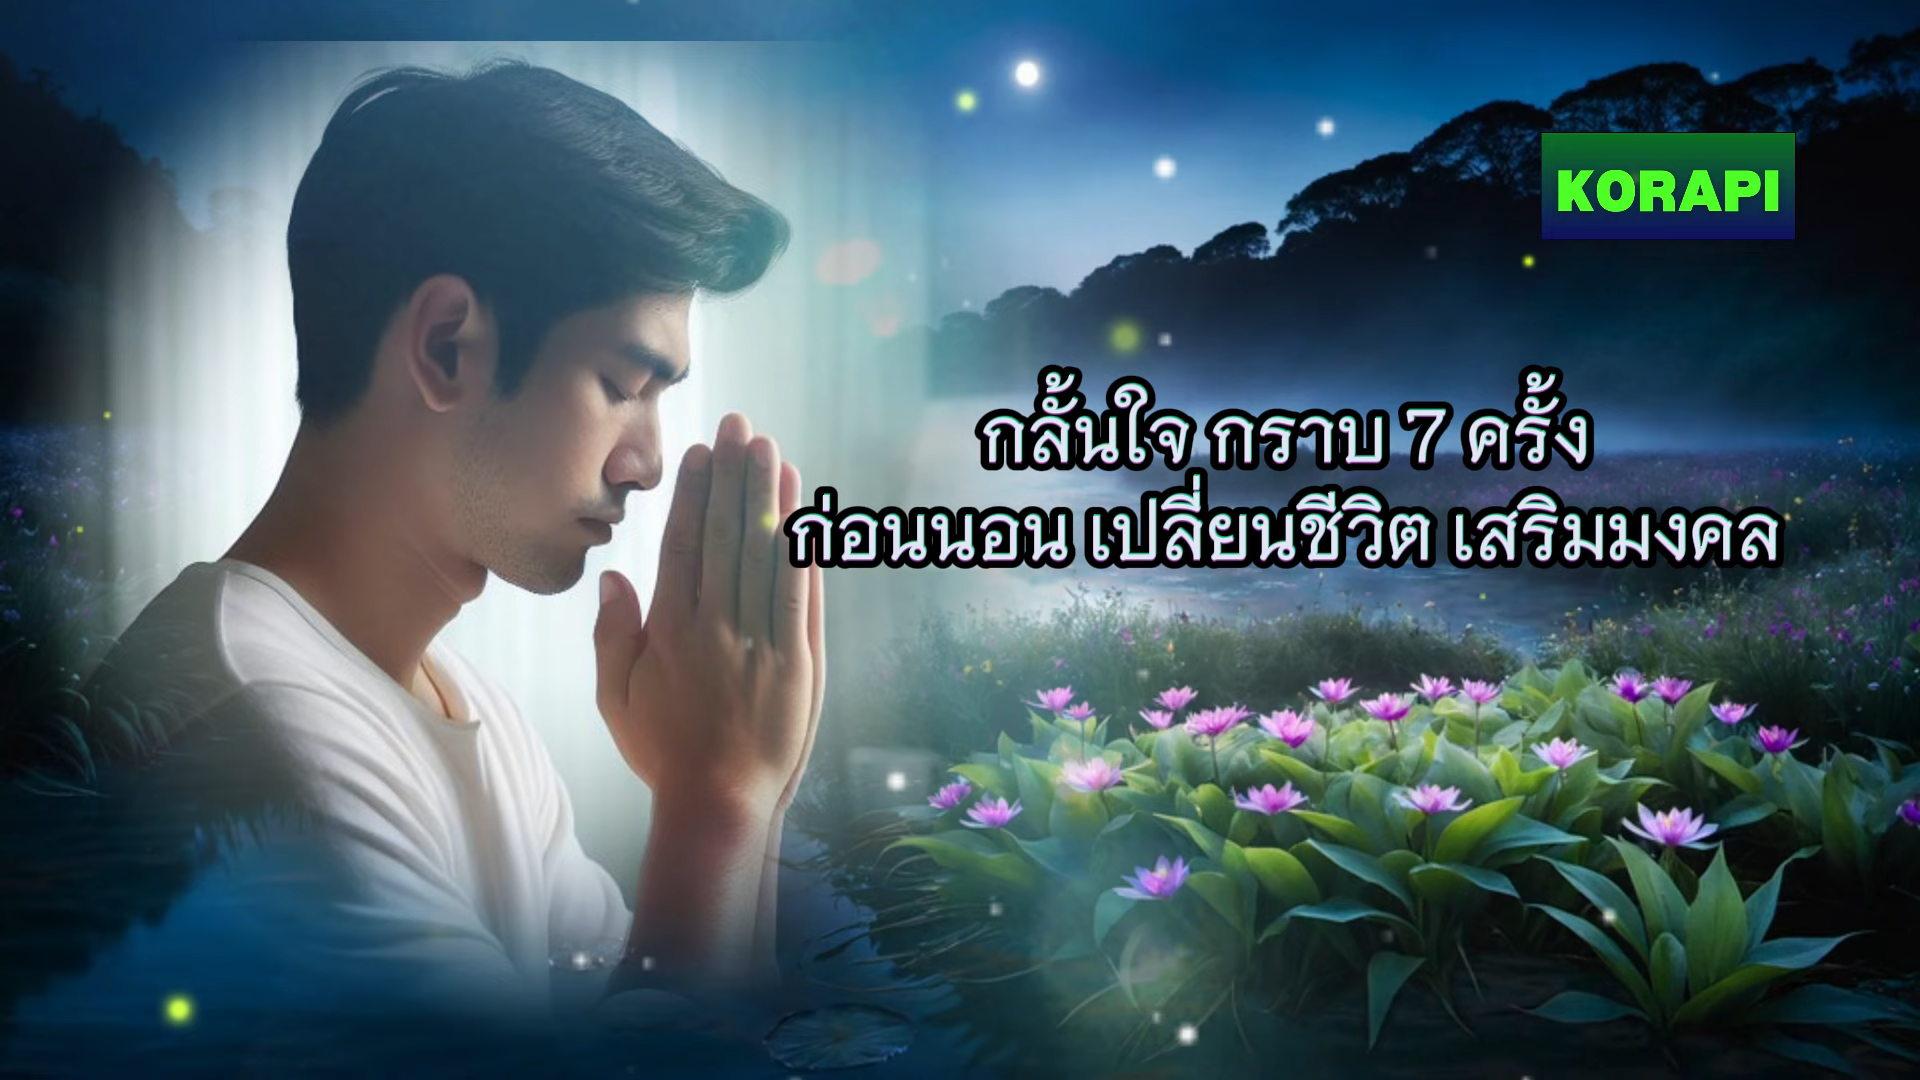 KORAPI
กลั้นใจ กราบ 7 ครั้ง
ก่อนนอน เปลี่ยนชีวิต เสริมมงคล